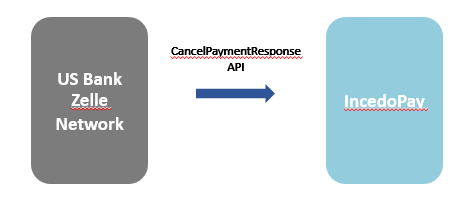 US Bank
Zelle
Network
CancelPaymentResponse
API
IncedoPay